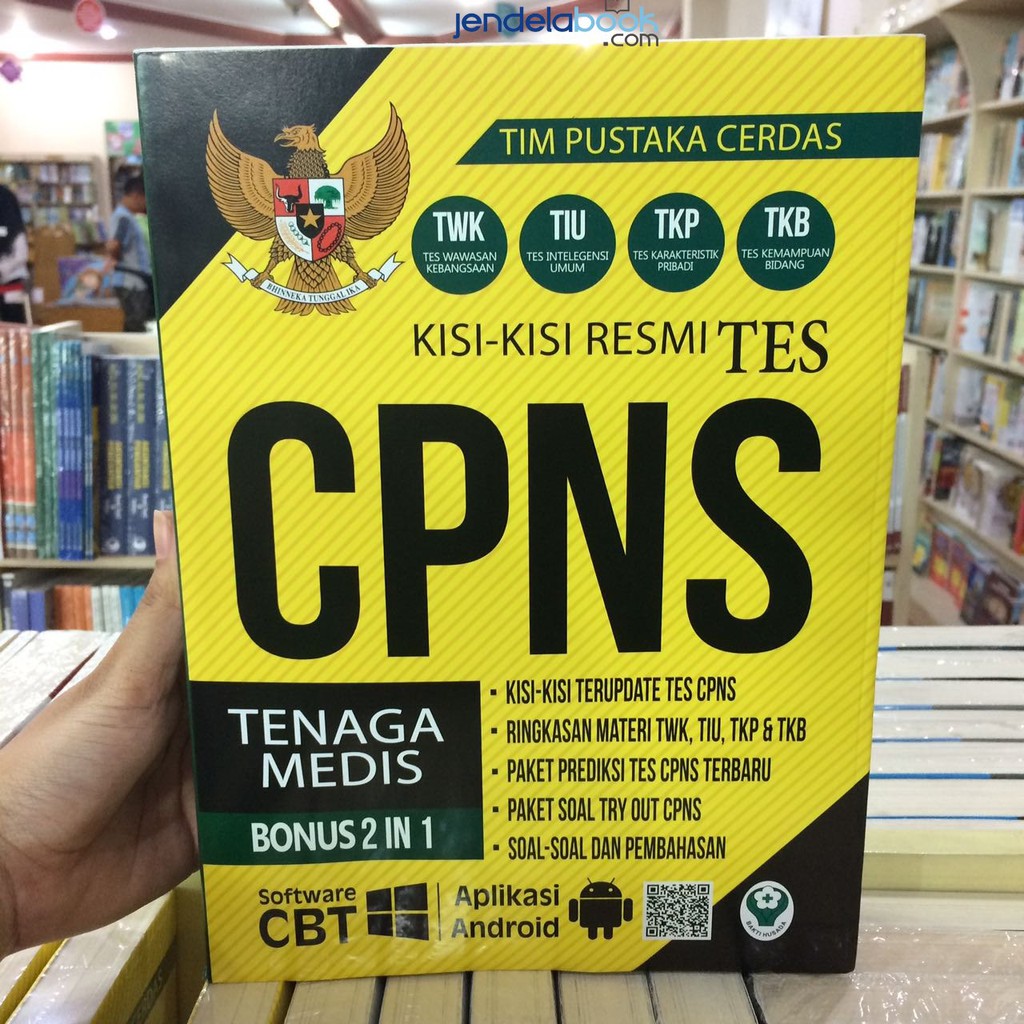 jendelabook
.com
TIM PUSTAKA CERDAS
TWK
TES WAWASAN
KEBANGSAAN
TIU
TES INTELEGENSI
UMUM
TKP
TES KARAKTERISTIK
PRIBADI
TKB
TES KEMAMPUAN
BIDANG
BHINNEKA TUNGGAL IKA
KISI-KISI RESMI TES
CPNS
TENAGA
MEDIS
BONUS 2 IN 1
▪ KISI-KISI TERUPDATE TES CPNS
▪ RINGKASAN MATERI TWK, TIU, TKP & TKB
▪ PAKET PREDIKSI TES CPNS TERBARU
▪ PAKET SOAL TRY OUT CPNS
▪ SOAL-SOAL DAN PEMBAHASAN
Software
CBT
Aplikasi
Android
BAKTI HUSADA